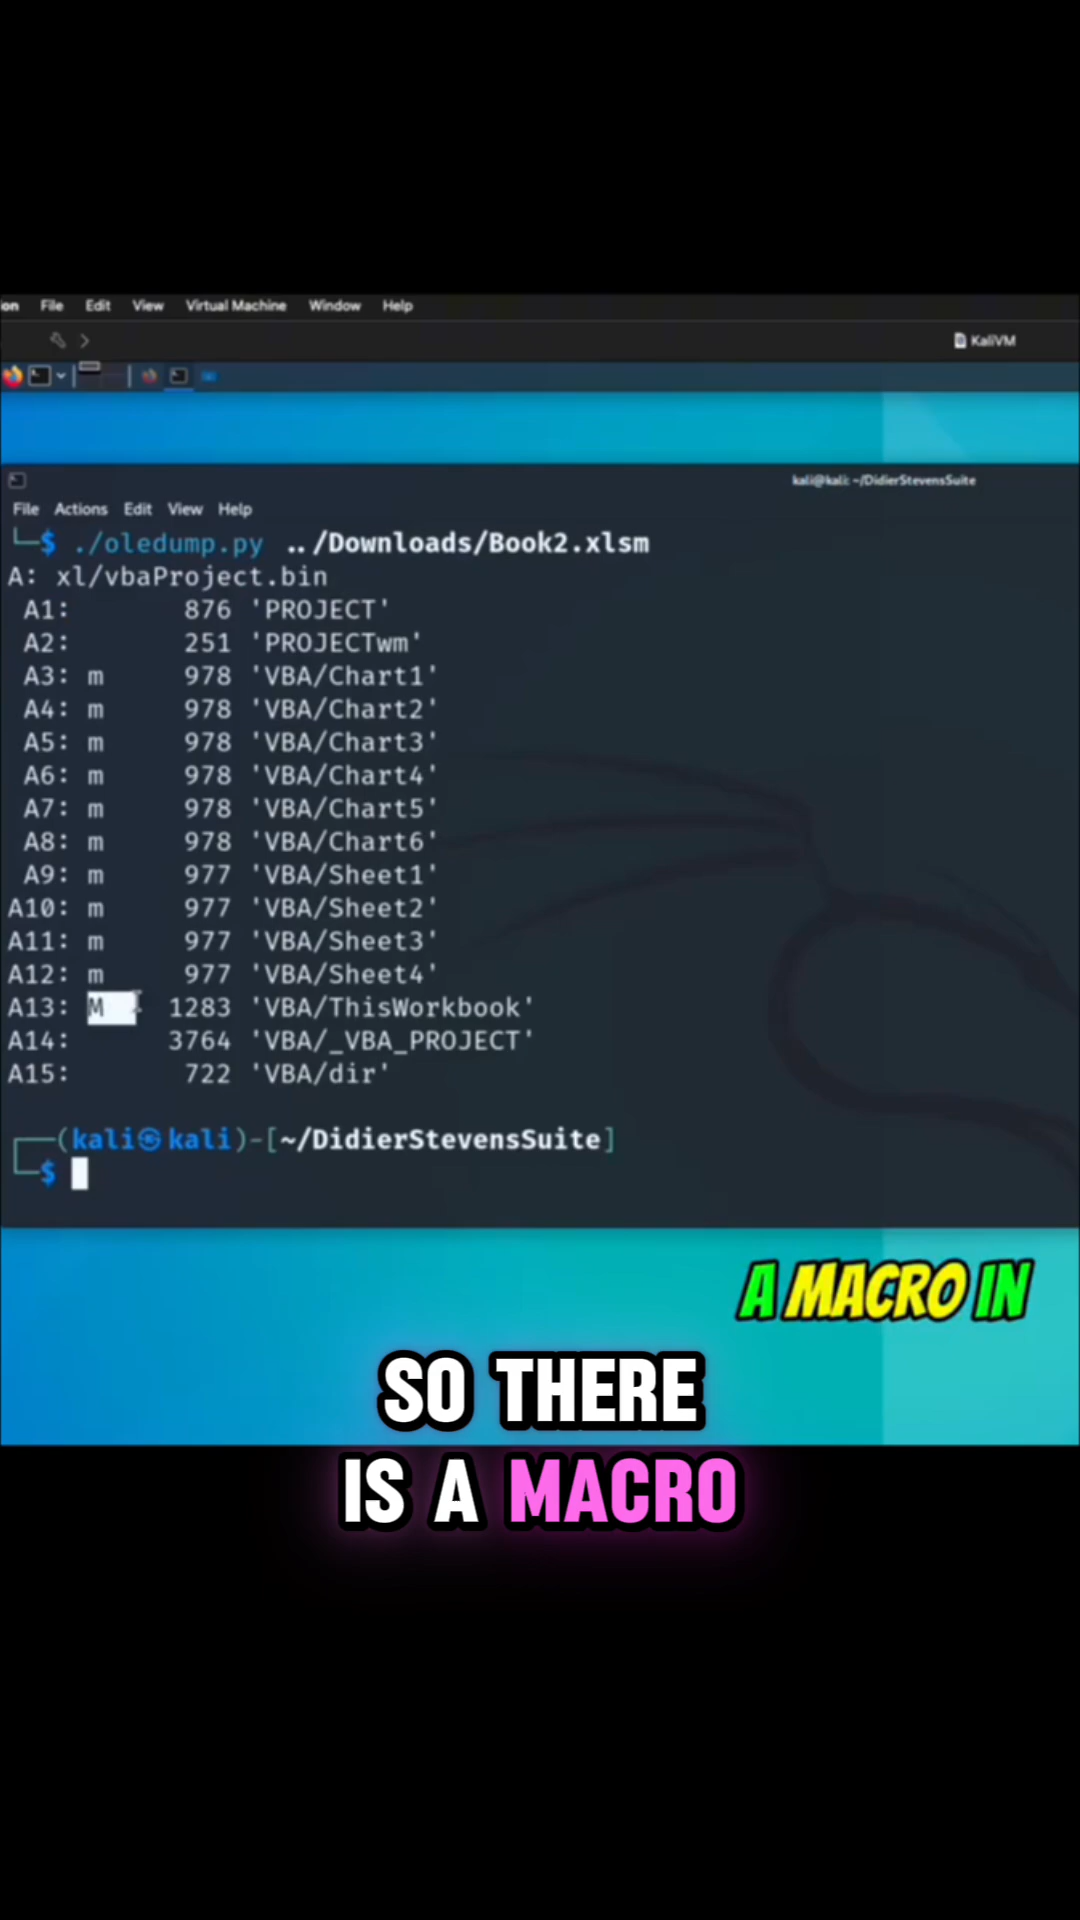 on File Edit View Virtual Machine Window Help
KaliVM
kali@kali: ~/DidierStevensSuite
File Actions Edit View Help
└─$ ./oledump.py ../Downloads/Book2.xlsm
A: xl/vbaProject.bin
A1: 876 'PROJECT'
A2: 251 'PROJECTwm'
A3: m 978 'VBA/Chart1'
A4: m 978 'VBA/Chart2'
A5: m 978 'VBA/Chart3'
A6: m 978 'VBA/Chart4'
A7: m 978 'VBA/Chart5'
A8: m 978 'VBA/Chart6'
A9: m 977 'VBA/Sheet1'
A10: m 977 'VBA/Sheet2'
A11: m 977 'VBA/Sheet3'
A12: m 977 'VBA/Sheet4'
A13: M 1283 'VBA/ThisWorkbook'
A14: 3764 'VBA/_VBA_PROJECT'
A15: 722 'VBA/dir'
┌──(kali㉿kali)-[~/DidierStevensSuite]
└─$
A MACRO IN
SO THERE
IS A MACRO